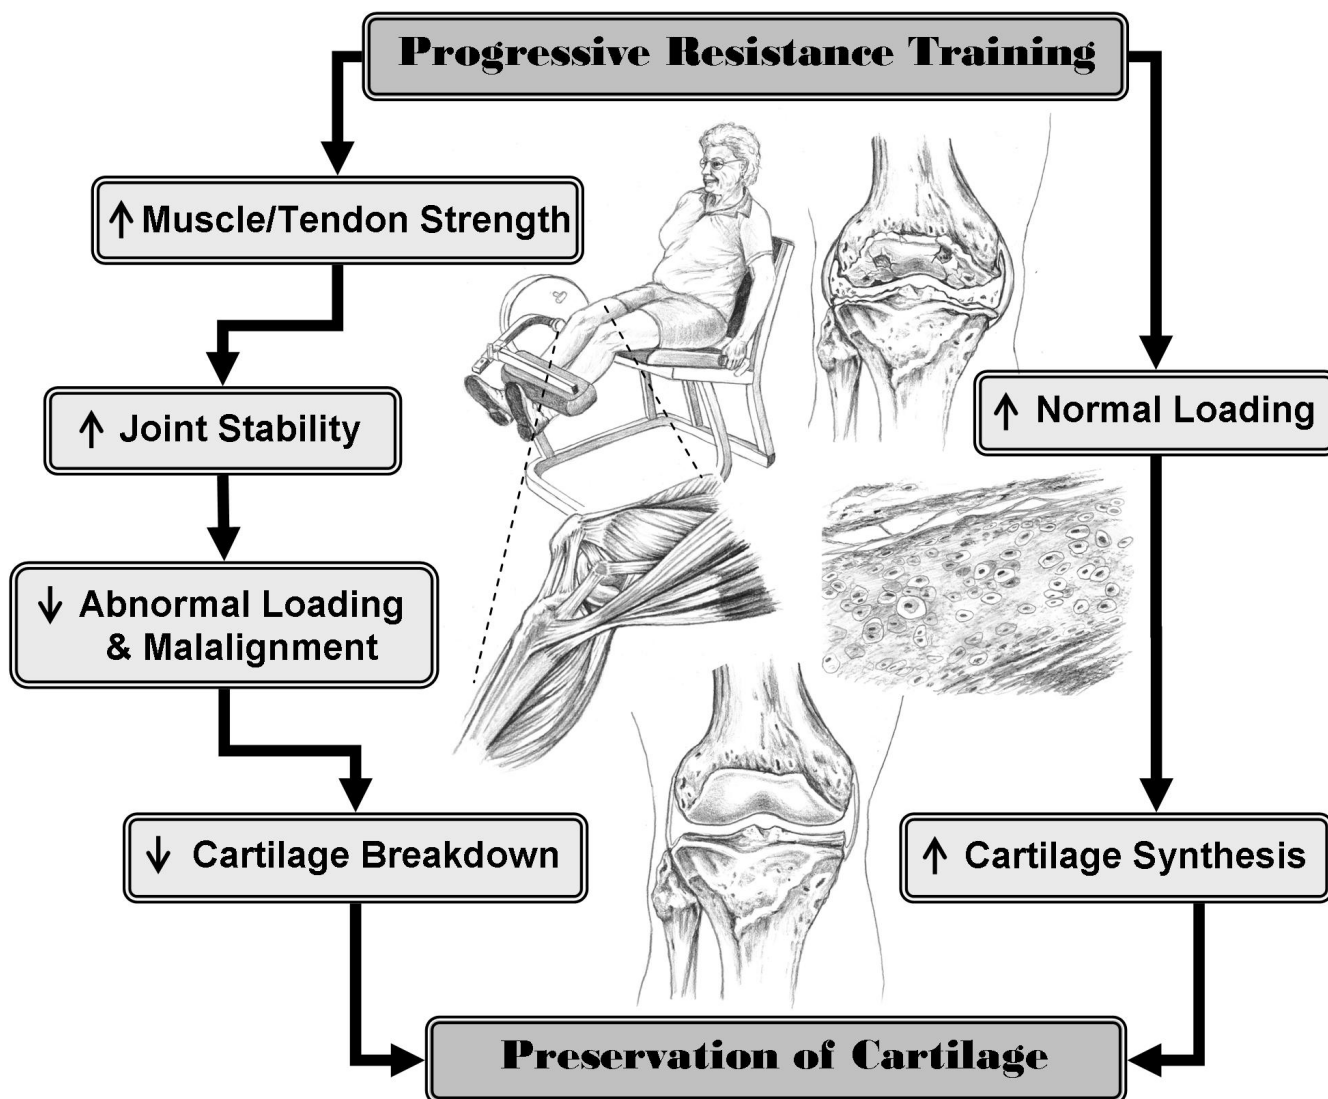 Progressive Resistance Training
↑ Muscle/Tendon Strength
↑ Joint Stability
↑ Normal Loading
↓ Abnormal Loading
& Malalignment
↓ Cartilage Breakdown
↑ Cartilage Synthesis
Preservation of Cartilage